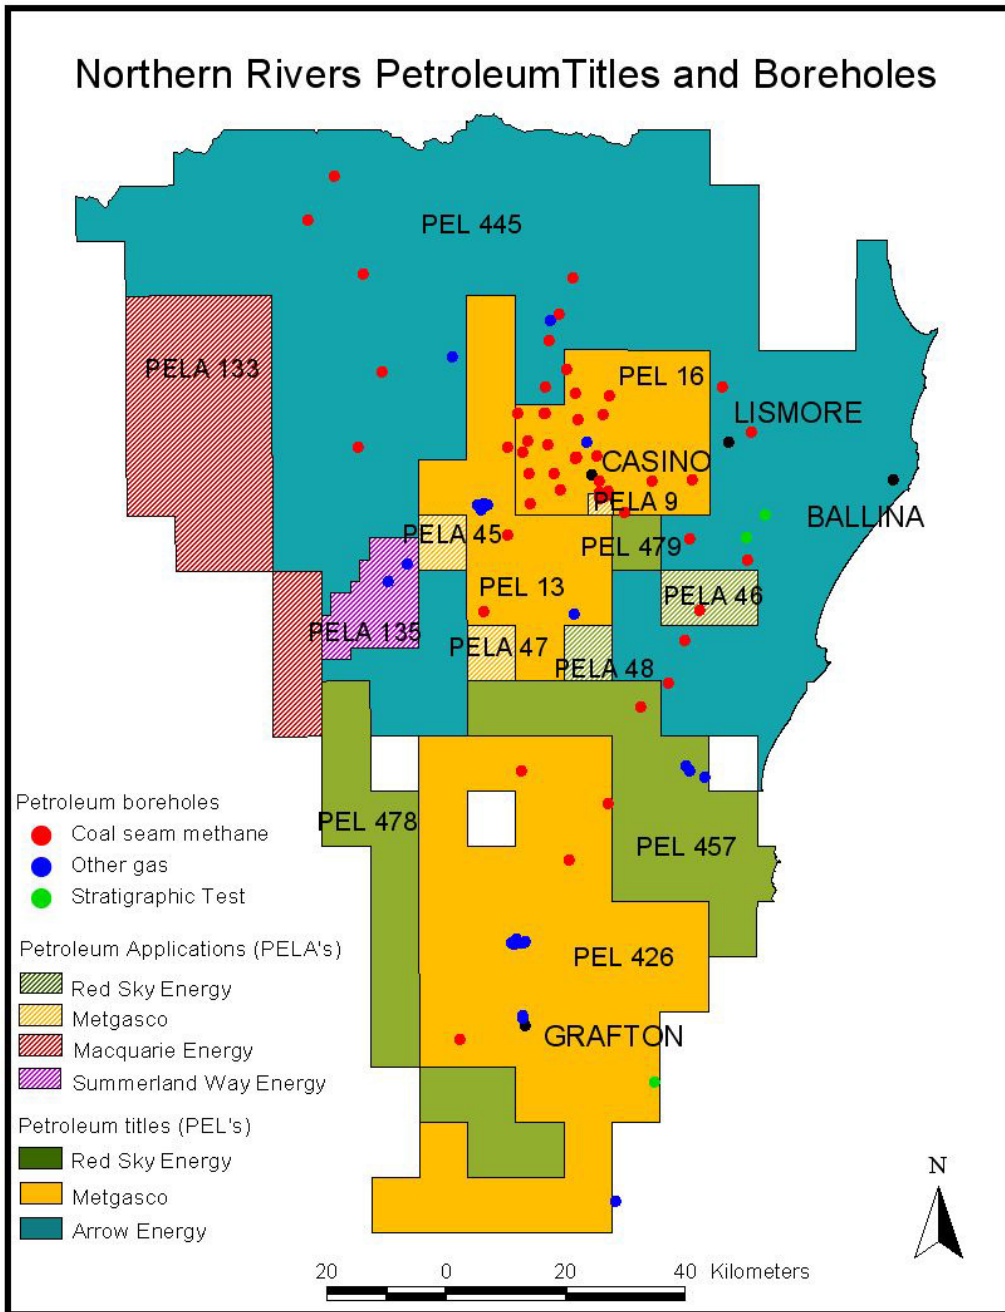 Northern Rivers PetroleumTitles and Boreholes
PEL 445
PELA 133
PEL 16
LISMORE
CASINO
PELA 9
BALLINA
PELA 45
PEL 479
PEL 13
PELA 46
PELA 135
PELA 47
PELA 48
Petroleum boreholes
Coal seam methane
Other gas
Stratigraphic Test
PEL 478
PEL 457
Petroleum Applications (PELA's)
Red Sky Energy
Metgasco
Macquarie Energy
Summerland Way Energy
PEL 426
GRAFTON
Petroleum titles (PEL's)
Red Sky Energy
Metgasco
Arrow Energy
N
20 0 20 40 Kilometers